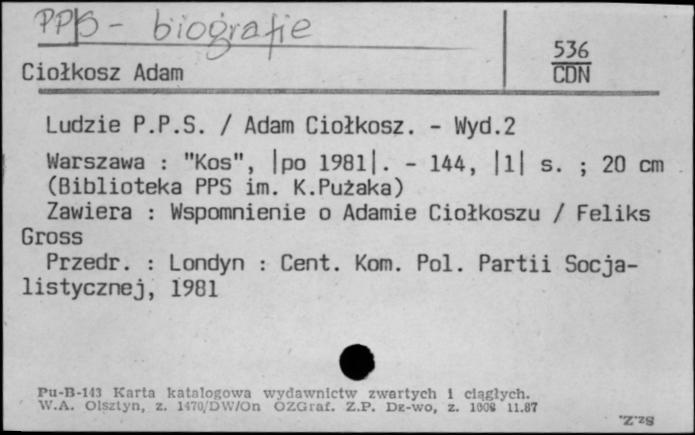 PPS - biografie
536
CDN
Ciołkosz Adam
Ludzie P.P.S. / Adam Ciołkosz. - Wyd.2
Warszawa : "Kos", |po 1981|. - 144, |1| s. ; 20 cm
(Biblioteka PPS im. K.Pużaka)
Zawiera : Wspomnienie o Adamie Ciołkoszu / Feliks
Gross
Przedr. : Londyn : Cent. Kom. Pol. Partii Socja-
listycznej, 1981
Pu-B-143 Karta katalogowa wydawnictw zwartych i ciągłych.
W.A. Olsztyn, z. 1470/DW/On OZGraf. Z.P. Dz-wo, z. 1008 11.87